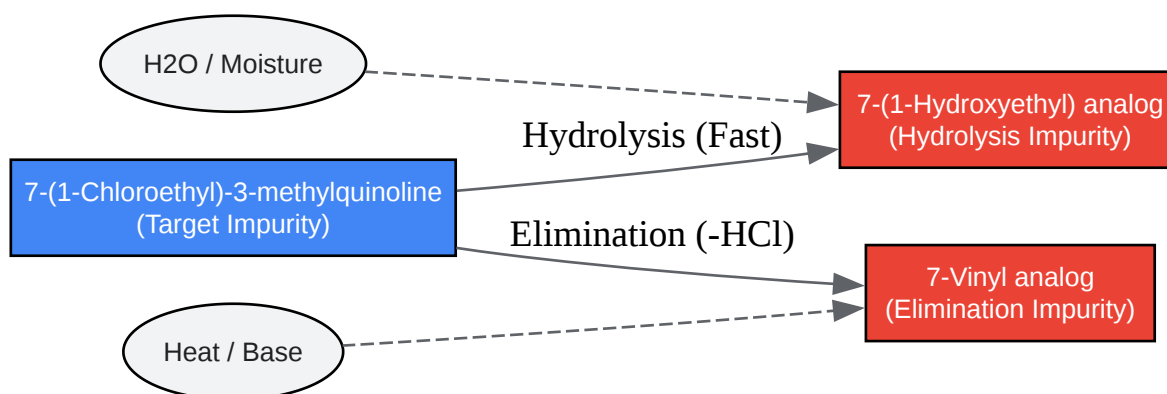 H2O / Moisture
7-(1-Hydroxyethyl) analog
(Hydrolysis Impurity)
Hydrolysis (Fast)
7-(1-Chloroethyl)-3-methylquinoline
(Target Impurity)
Elimination (-HCl)
7-Vinyl analog
(Elimination Impurity)
Heat / Base